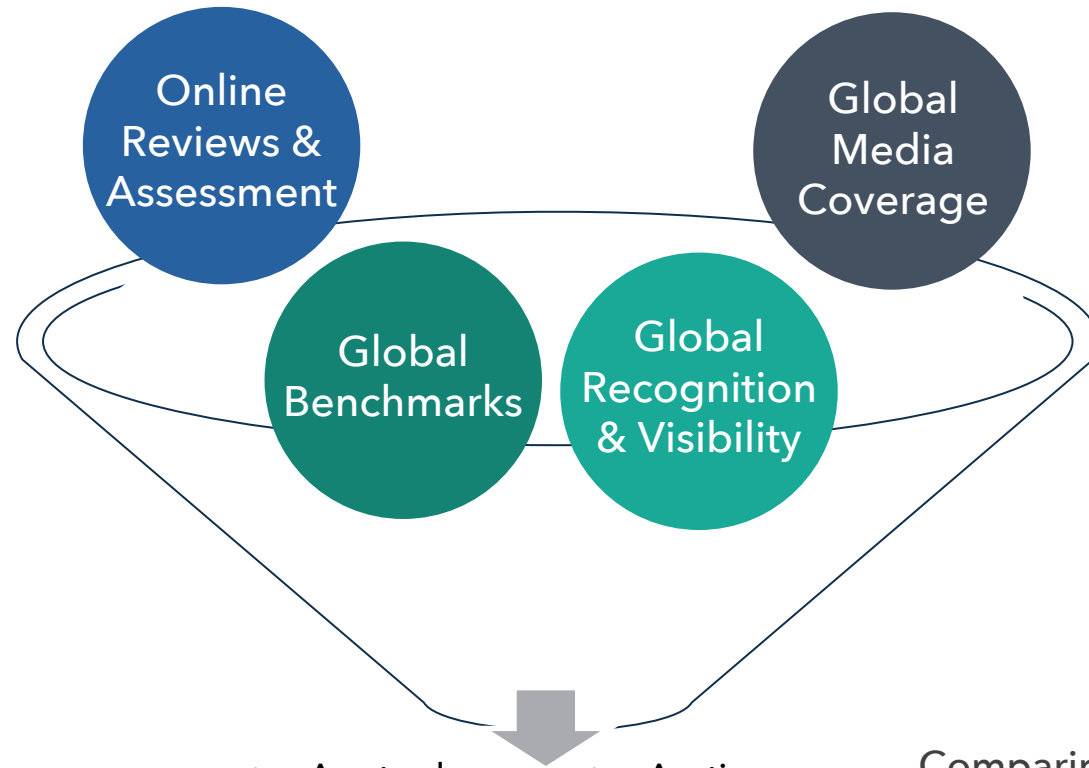 Online
Reviews &
Assessment
Global
Media
Coverage
Global
Benchmarks
Global
Recognition
& Visibility